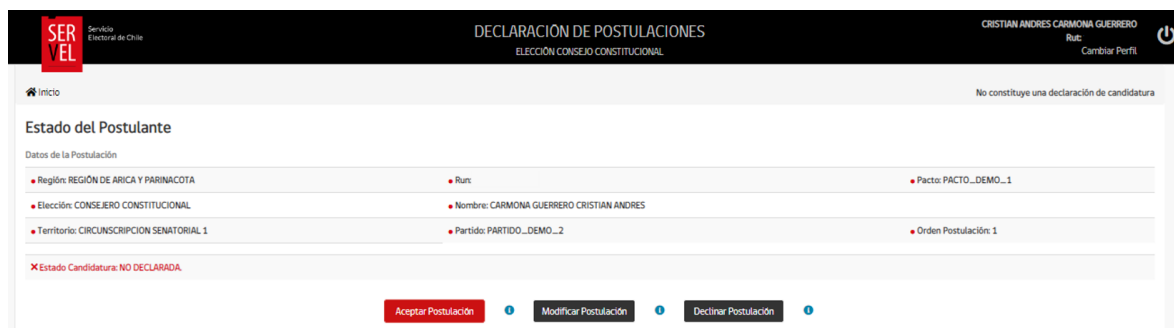 SER
VEL
Servicio
Electoral de Chile
DECLARACIÓN DE POSTULACIONES
ELECCIÓN CONSEJO CONSTITUCIONAL
CRISTIAN ANDRES CARMONA GUERRERO
Rut:
Cambiar Perfil
Inicio
No constituye una declaración de candidatura
Estado del Postulante
Datos de la Postulación
Región: REGIÓN DE ARICA Y PARINACOTA
Run:
Pacto: PACTO_DEMO_1
Elección: CONSEJERO CONSTITUCIONAL
Nombre: CARMONA GUERRERO CRISTIAN ANDRES
Territorio: CIRCUNSCRIPCION SENATORIAL 1
Partido: PARTIDO_DEMO_2
Orden Postulación: 1
Estado Candidatura: NO DECLARADA.
Aceptar Postulación
Modificar Postulación
Declinar Postulación